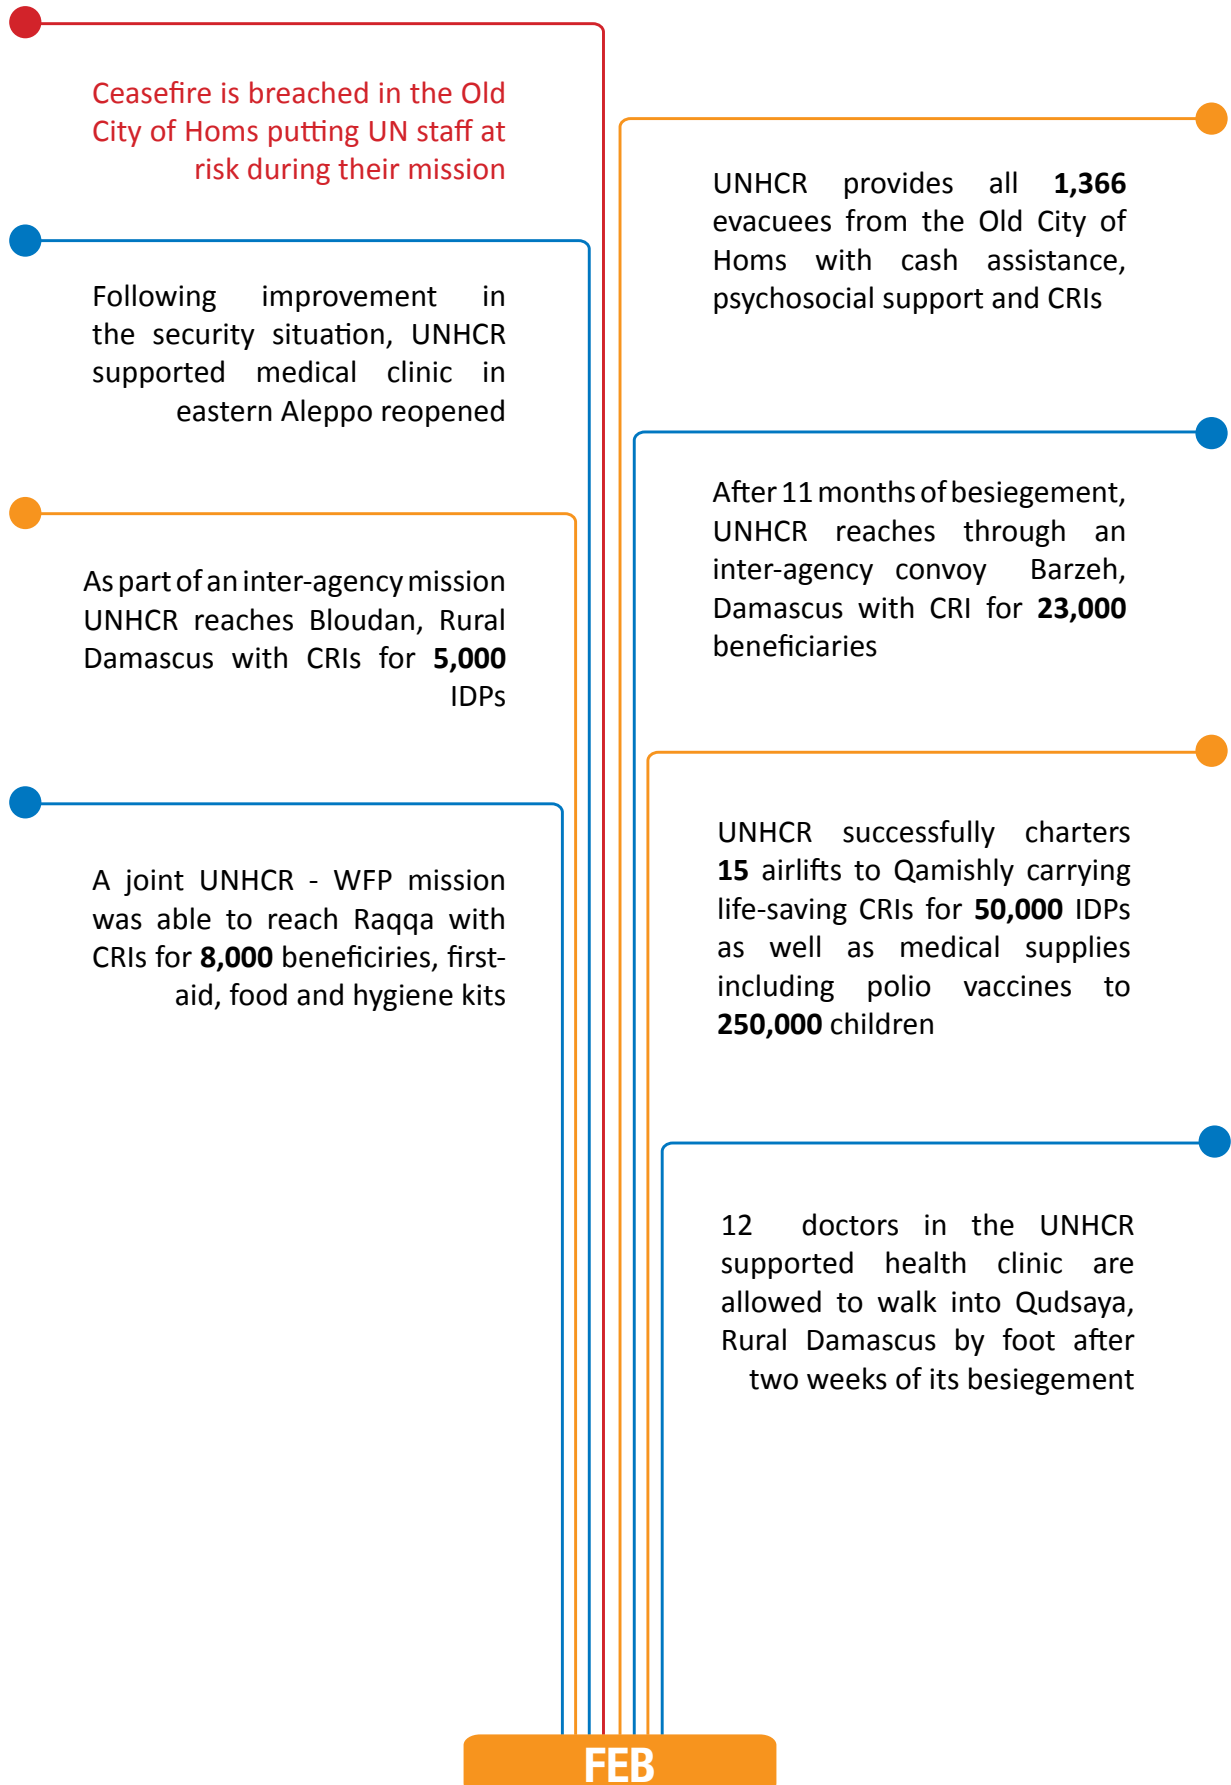 Ceasefire is breached in the Old
City of Homs putting UN staff at
risk during their mission
Following improvement in
the security situation, UNHCR
supported medical clinic in
eastern Aleppo reopened
As part of an inter-agency mission
UNHCR reaches Bloudan, Rural
Damascus with CRIs for 5,000
IDPs
A joint UNHCR - WFP mission
was able to reach Raqqa with
CRIs for 8,000 beneficiries, first-
aid, food and hygiene kits
UNHCR provides all 1,366
evacuees from the Old City of
Homs with cash assistance,
psychosocial support and CRIs
After 11 months of besiegement,
UNHCR reaches through an
inter-agency convoy Barzeh,
Damascus with CRI for 23,000
beneficiaries
UNHCR successfully charters
15 airlifts to Qamishly carrying
life-saving CRIs for 50,000 IDPs
as well as medical supplies
including polio vaccines to
250,000 children
12 doctors in the UNHCR
supported health clinic are
allowed to walk into Qudsaya,
Rural Damascus by foot after
two weeks of its besiegement
FEB